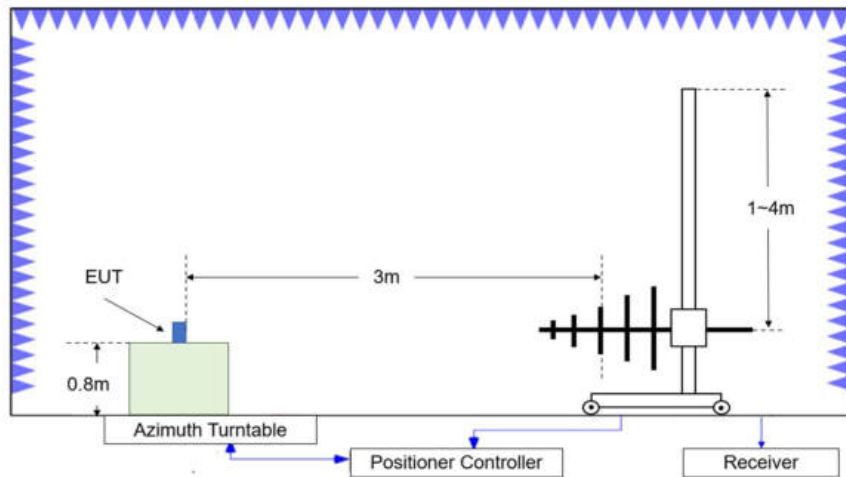 1~4m
3m
EUT
0.8m
Azimuth Turntable
Positioner Controller
Receiver